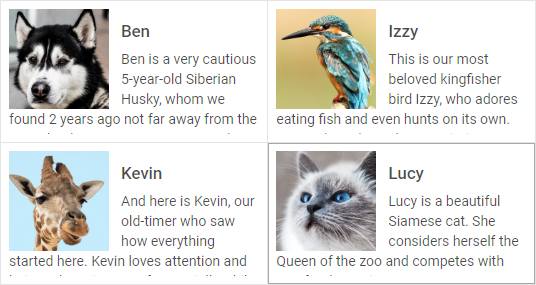 Ben
Ben is a very cautious
5-year-old Siberian
Husky, whom we
found 2 years ago not far away from the
Izzy
This is our most
beloved kingfisher
bird Izzy, who adores
eating fish and even hunts on its own.
Kevin
And here is Kevin, our
old-timer who saw
how everything
started here. Kevin loves attention and
Lucy
Lucy is a beautiful
Siamese cat. She
considers herself the
Queen of the zoo and competes with